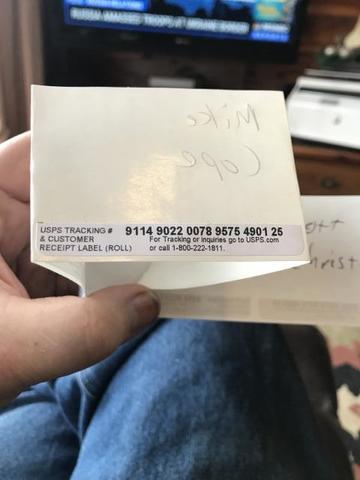 RUSSIA AMASSED TROOPS AT UKRAINE BORDER
Mike
Cope
USPS TRACKING #
& CUSTOMER
RECEIPT LABEL (ROLL)
9114 9022 0078 9575 4901 25
For Tracking or inquiries go to USPS.com
or call 1-800-222-1811.
Christ